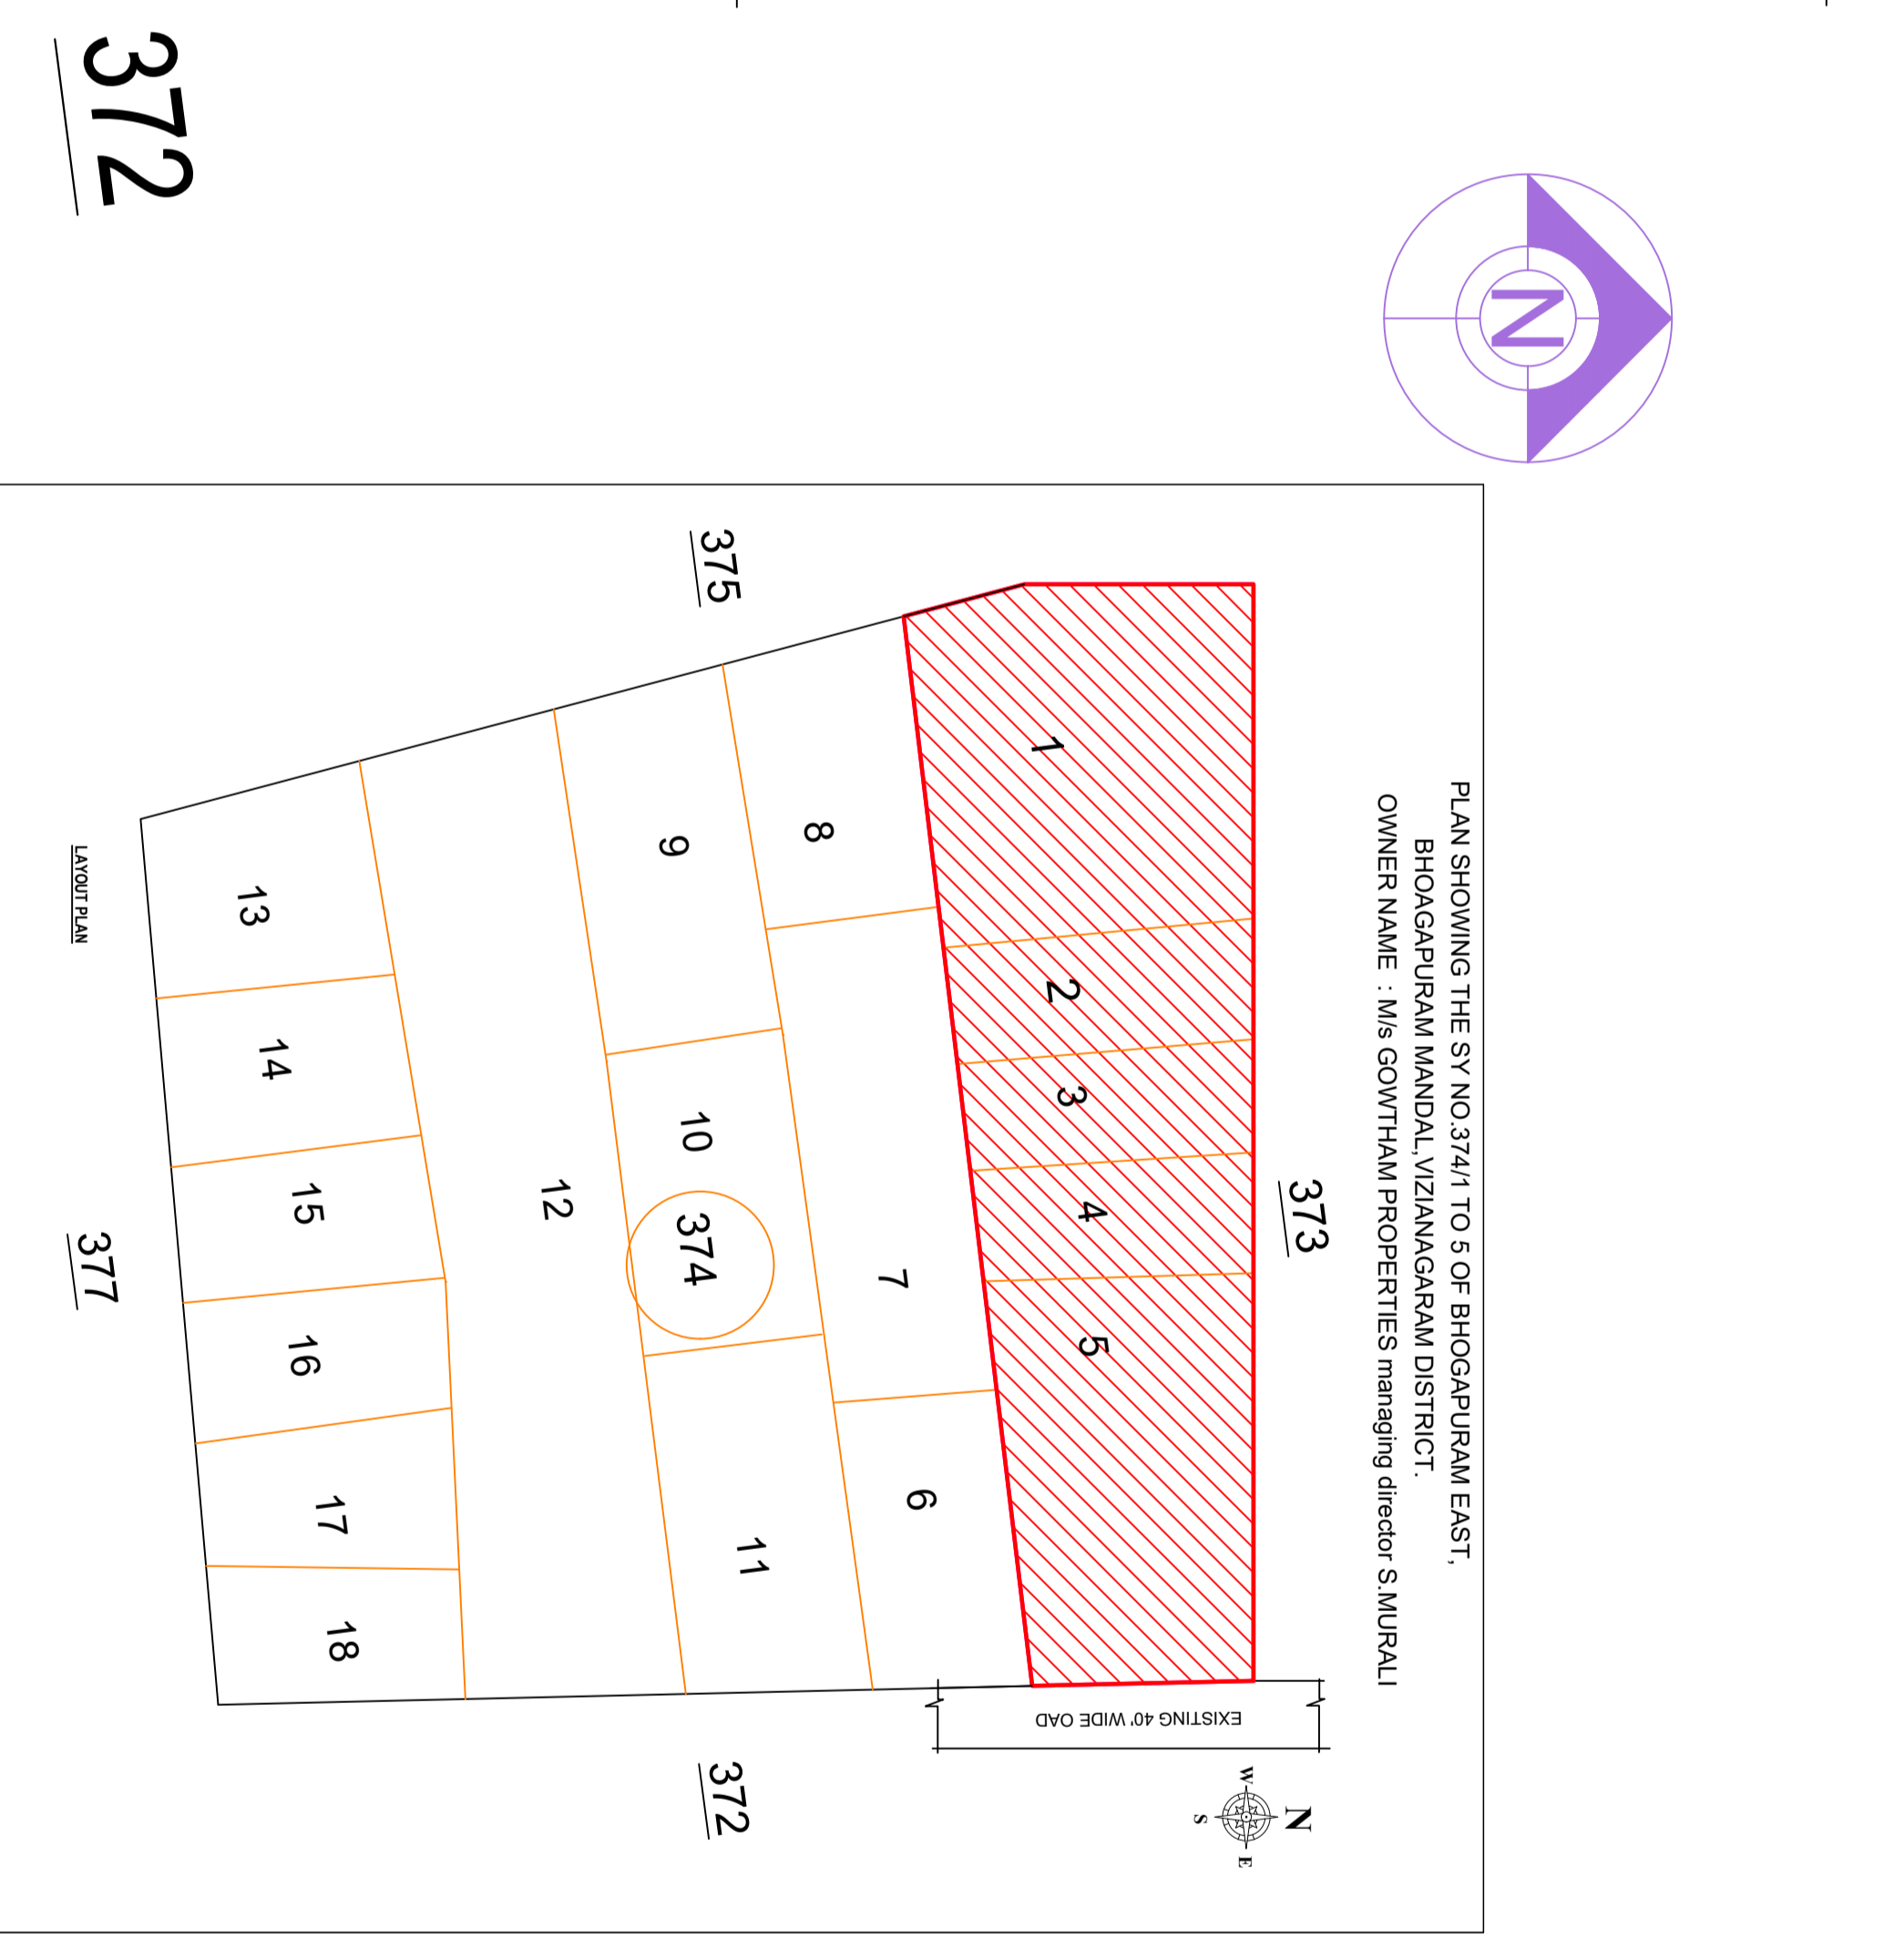 372
N
PLAN SHOWING THE SY NO.374/1 TO 5 OF BHOGAPURAM EAST,
BHOAGAPURAM MANDAL,VIZIANAGARAM DISTRICT.
OWNER NAME : M/s GOWTHAM PROPERTIES managing director S.MURALI
373
N
W
E
S
EXISTING 40' WIDE OAD
1
2
3
4
5
8
7
6
375
9
10
374
11
372
12
13
14
15
16
17
18
377
LAYOUT PLAN